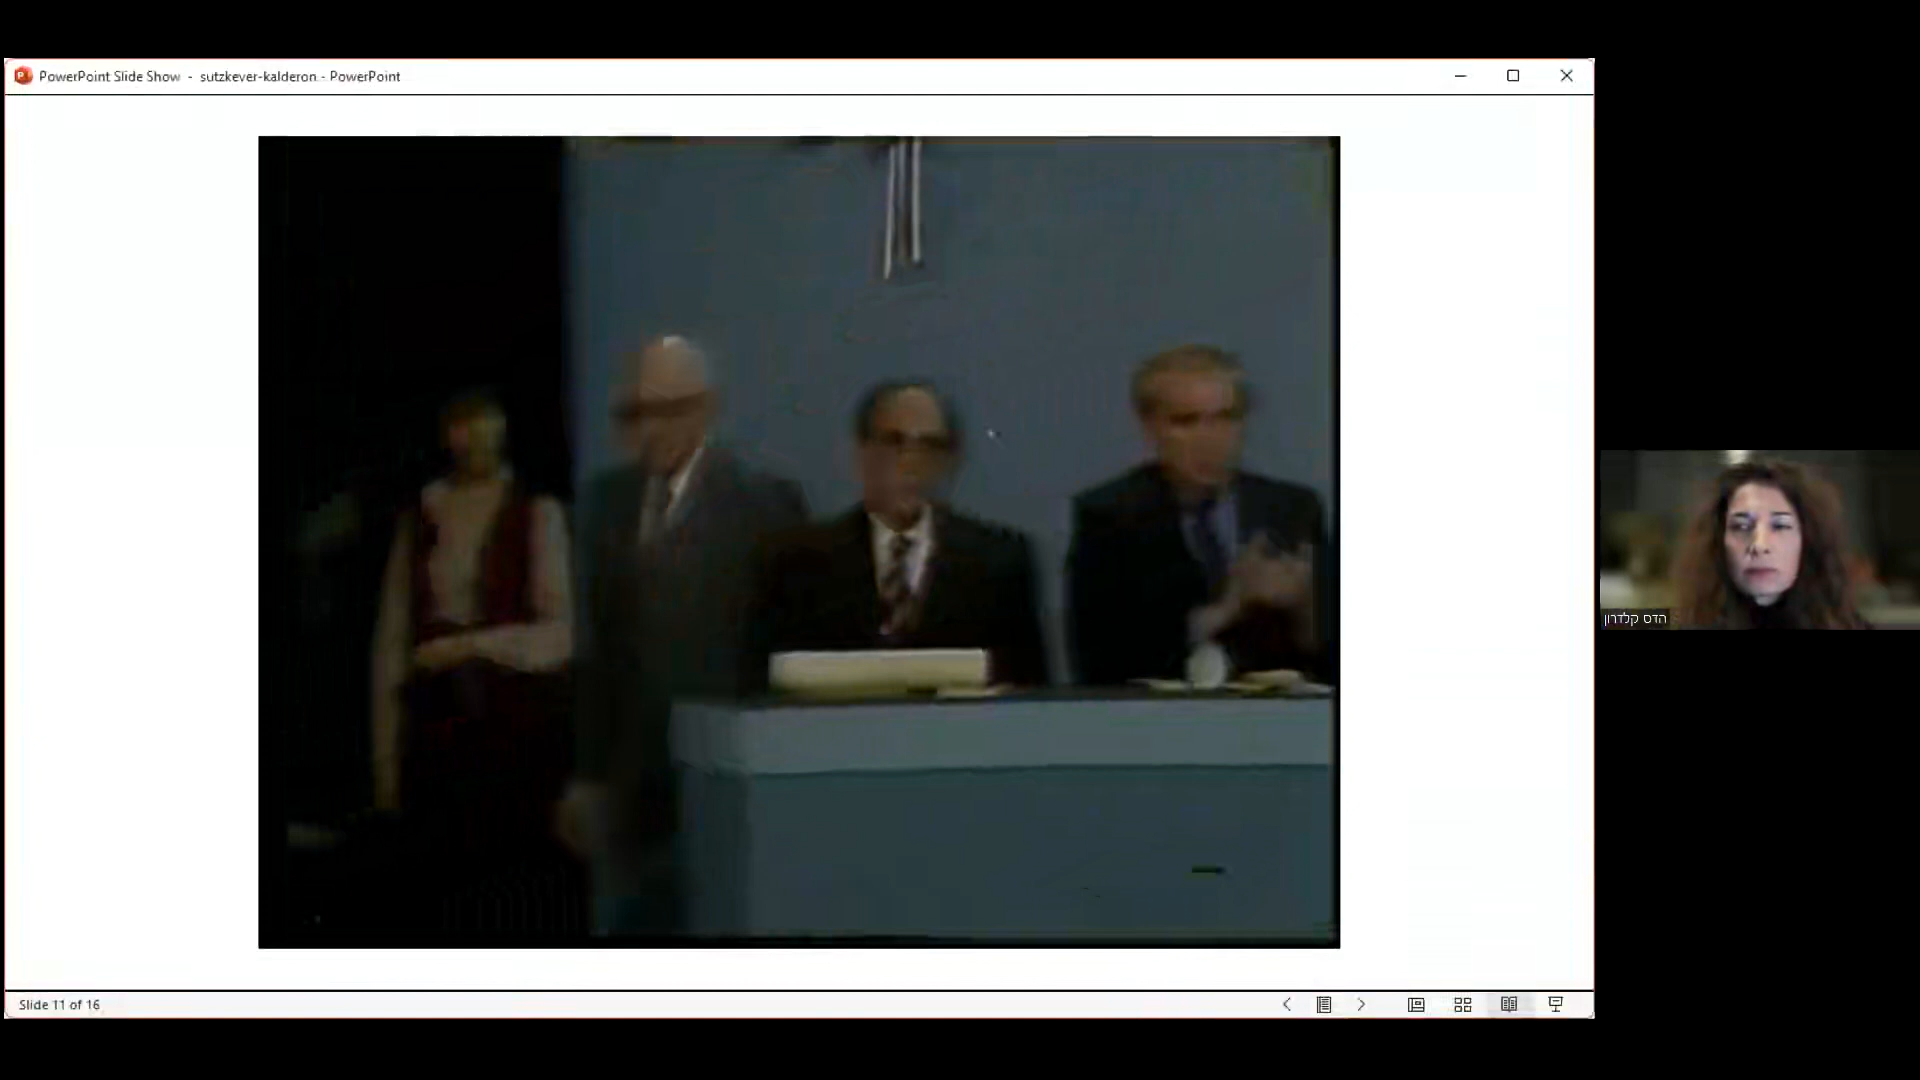 PowerPoint Slide Show - sutzkever-kalderon - PowerPoint
הדס קלדרון
Slide 11 of 16